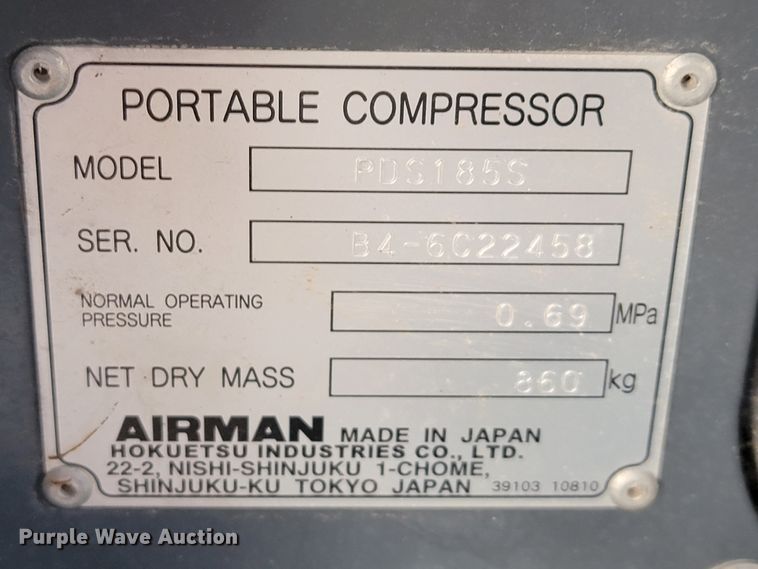 PORTABLE COMPRESSOR
MODEL PDS185S
SER. NO. B4-6C22458
NORMAL OPERATING
PRESSURE 0.69 MPa
NET DRY MASS 860 kg
AIRMAN MADE IN JAPAN
HOKUETSU INDUSTRIES CO., LTD.
22-2, NISHI-SHINJUKU 1-CHOME,
SHINJUKU-KU TOKYO JAPAN 39103 10810
Purple Wave Auction